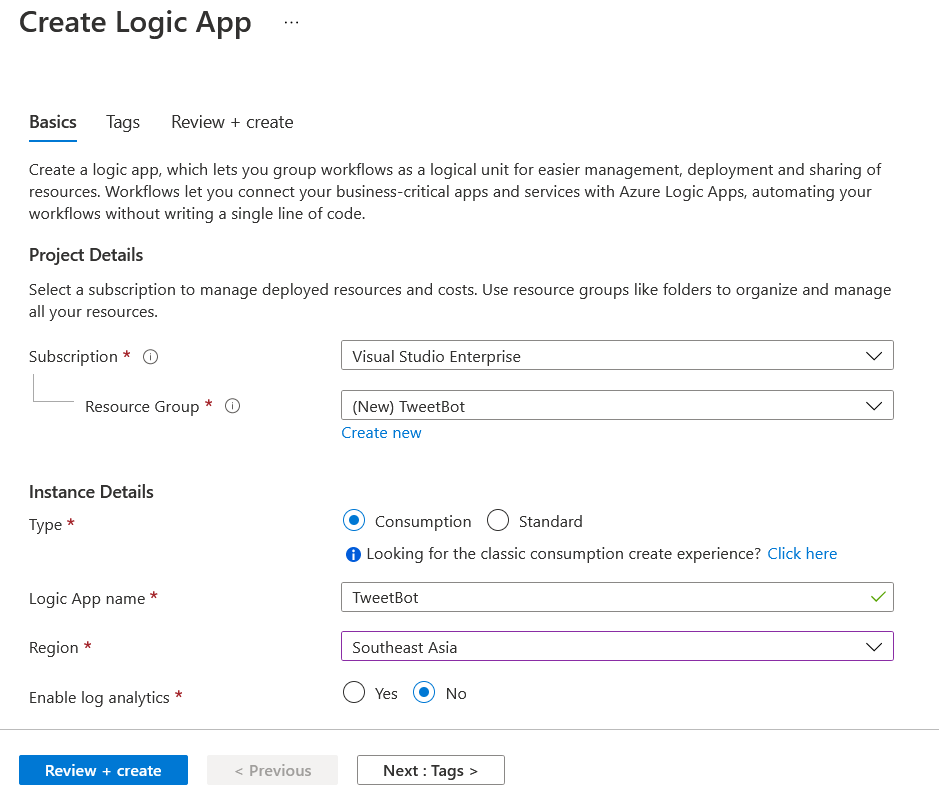 Create Logic App ...
Basics Tags Review + create
Create a logic app, which lets you group workflows as a logical unit for easier management, deployment and sharing of
resources. Workflows let you connect your business-critical apps and services with Azure Logic Apps, automating your
workflows without writing a single line of code.
Project Details
Select a subscription to manage deployed resources and costs. Use resource groups like folders to organize and manage
all your resources.
Subscription * Visual Studio Enterprise
Resource Group * (New) TweetBot
Create new
Instance Details
Type * Consumption Standard
Looking for the classic consumption create experience? Click here
Logic App name * TweetBot
Region * Southeast Asia
Enable log analytics * Yes No
Review + create < Previous Next : Tags >